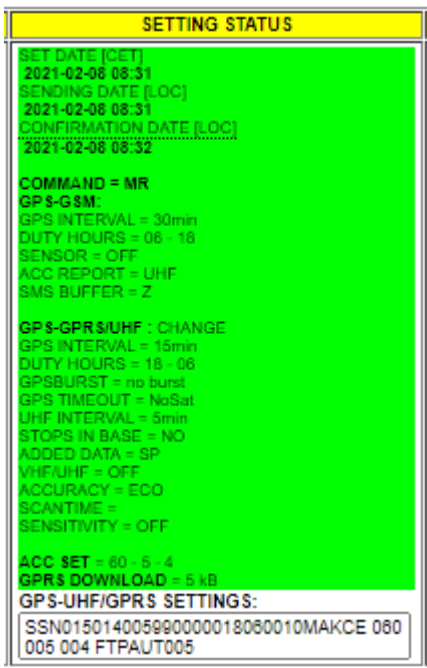 SETTING STATUS
SET DATE [CET]
2021-02-08 08:31
SENDING DATE [LOC]
2021-02-08 08:31
CONFIRMATION DATE [LOC]
2021-02-08 08:32
COMMAND = MR
GPS-GSM:
GPS INTERVAL = 30min
DUTY HOURS = 06 - 18
SENSOR = OFF
ACC REPORT = UHF
SMS BUFFER = Z
GPS-GPRS/UHF : CHANGE
GPS INTERVAL = 15min
DUTY HOURS = 18 - 06
GPSBURST = no burst
GPS TIMEOUT = NoSat
UHF INTERVAL = 5min
STOPS IN BASE = NO
ADDED DATA = SP
VHF/UHF = OFF
ACCURACY = ECO
SCANTIME =
SENSITIVITY = OFF
ACC SET = 60 - 5 - 4
GPRS DOWNLOAD = 5 kB
GPS-UHF/GPRS SETTINGS:
SSN015014005990000018060010MAKCE 060
005 004 FTPAUT005